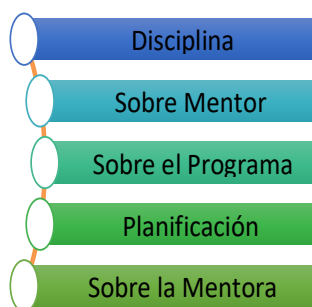 Disciplina
Sobre Mentor
Sobre el Programa
Planificación
Sobre la Mentora